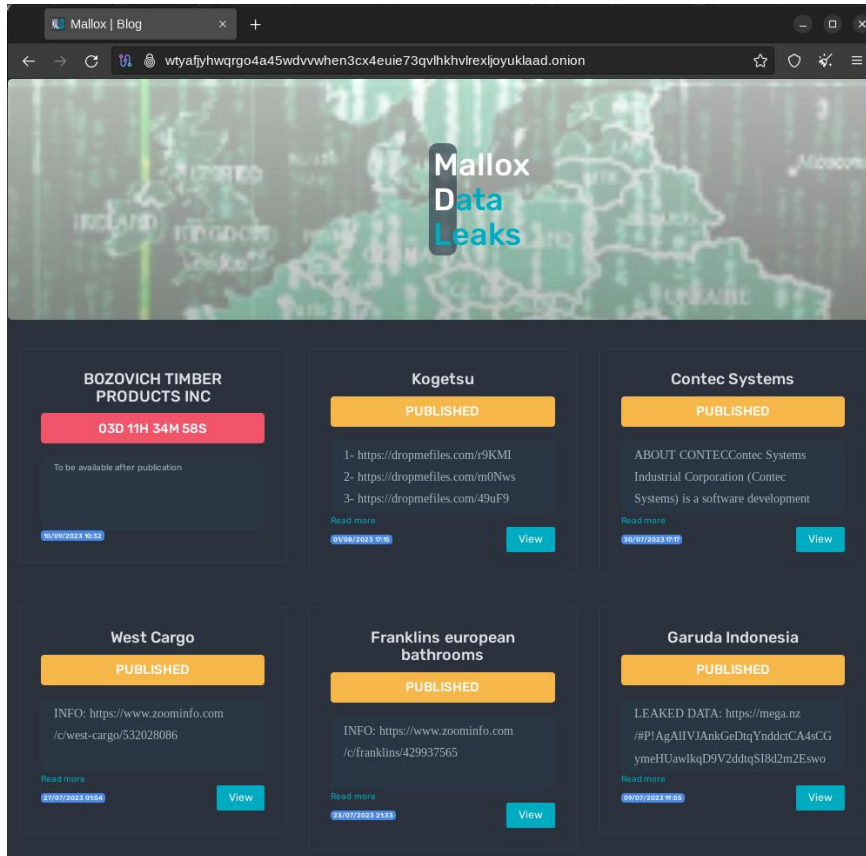 Mallox | Blog
wtyafjyhwqrgo4a45wdvvwhen3cx4euie73qvlhkhvlrexljoyuklaad.onion
IRELAND
Mallox
Data
Leaks
UKRAINE
BOZOVICH TIMBER
PRODUCTS INC
03D 11H 34M 58S
To be available after publication
10/09/2023 10:32
Kogetsu
PUBLISHED
1- https://dropmefiles.com/r9KMI
2- https://dropmefiles.com/m0Nws
3- https://dropmefiles.com/49uF9
Read more
01/08/2023 17:15
View
Contec Systems
PUBLISHED
ABOUT CONTECContec Systems
Industrial Corporation (Contec
Systems) is a software development
Read more
30/07/2023 17:17
View
West Cargo
PUBLISHED
INFO: https://www.zoominfo.com
/c/west-cargo/532028086
Read more
27/07/2023 01:54
View
Franklins european
bathrooms
PUBLISHED
INFO: https://www.zoominfo.com
/c/franklins/429937565
Read more
23/07/2023 21:33
View
Garuda Indonesia
PUBLISHED
LEAKED DATA: https://mega.nz
/#P!AgAlIVJAnkGeDtqYnddctCA4sCG
ymeHUawlkqD9V2ddtqSI8d2m2Eswo
Read more
09/07/2023 19:55
View